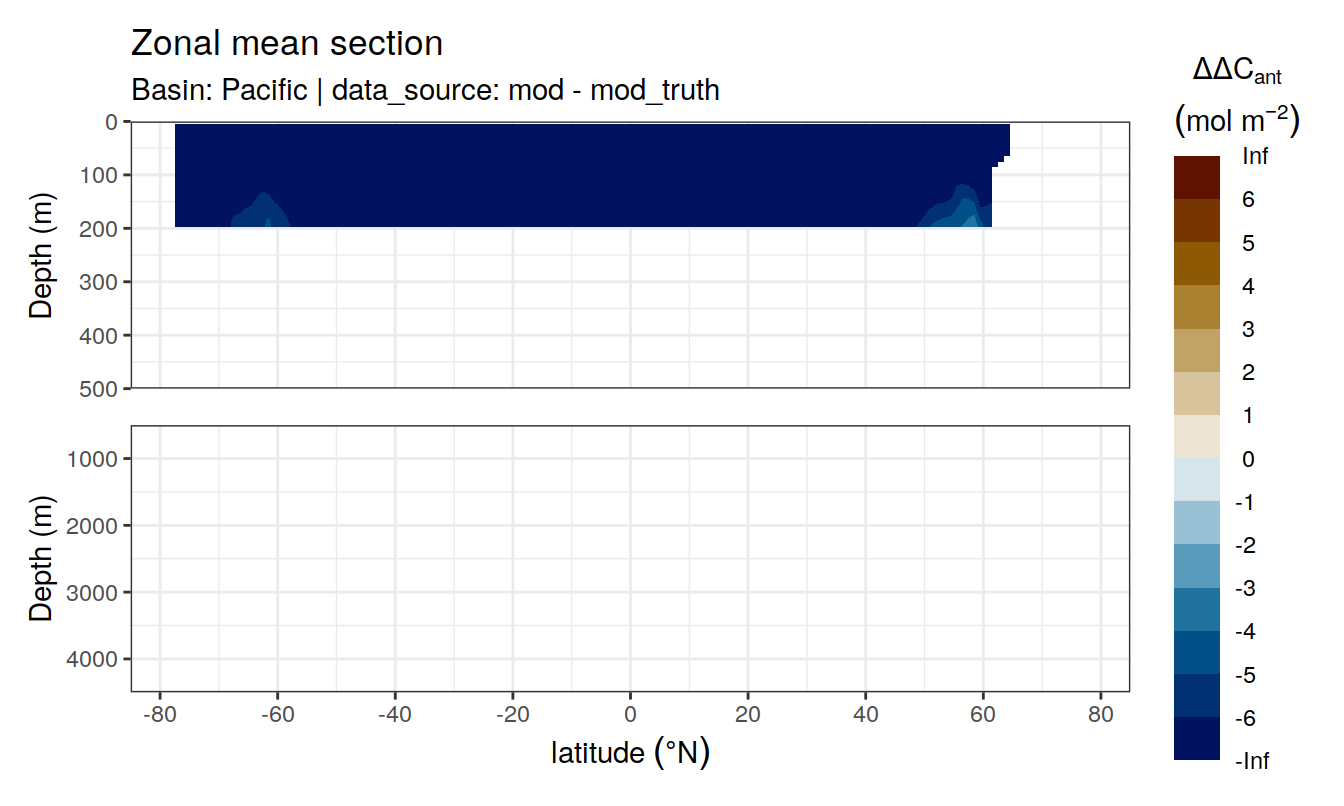 Zonal mean section
Basin: Pacific | data_source: mod - mod_truth
ΔΔC_ant
(mol m⁻²)
Inf
6
5
4
3
2
1
0
-1
-2
-3
-4
-5
-6
-Inf
Depth (m)
0
100
200
300
400
500
Depth (m)
1000
2000
3000
4000
-80 -60 -40 -20 0 20 40 60 80
latitude (°N)